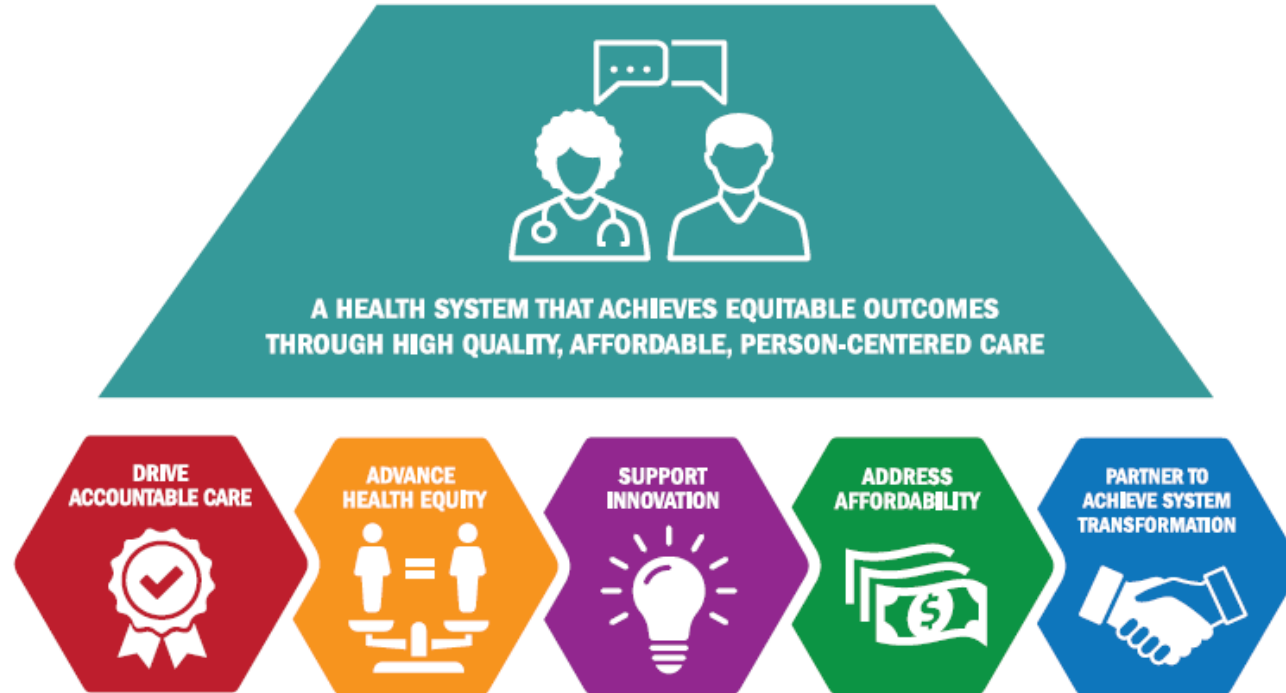 A HEALTH SYSTEM THAT ACHIEVES EQUITABLE OUTCOMES
THROUGH HIGH QUALITY, AFFORDABLE, PERSON-CENTERED CARE
DRIVE
ACCOUNTABLE CARE
ADVANCE
HEALTH EQUITY
SUPPORT
INNOVATION
ADDRESS
AFFORDABILITY
PARTNER TO
ACHIEVE SYSTEM
TRANSFORMATION
$